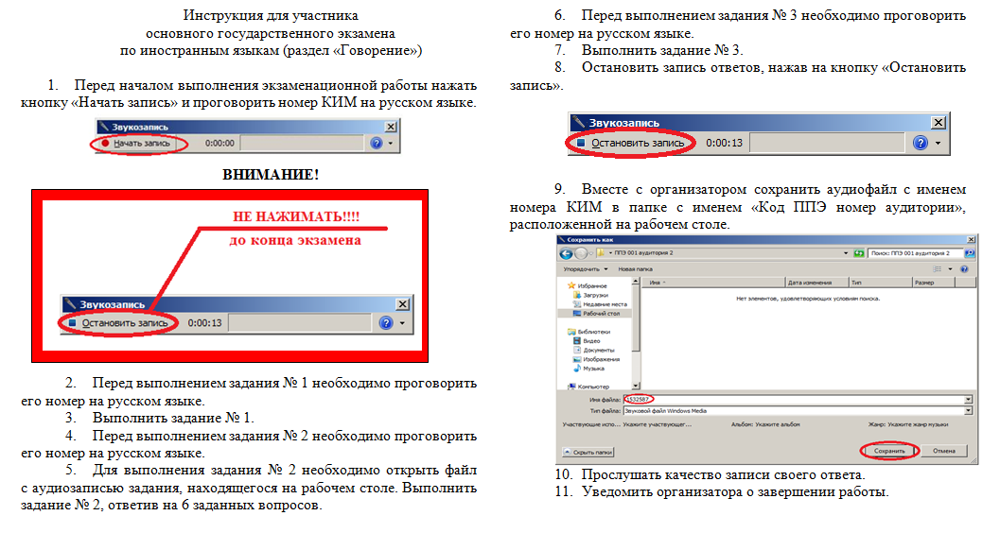 Инструкция для участника
основного государственного экзамена
по иностранным языкам (раздел «Говорение»)
1. Перед началом выполнения экзаменационной работы нажать
кнопку «Начать запись» и проговорить номер КИМ на русском языке.
Звукозапись
Начать запись 0:00:00
ВНИМАНИЕ!
НЕ НАЖИМАТЬ!!!!
до конца экзамена
Звукозапись
Остановить запись 0:00:13
2. Перед выполнением задания № 1 необходимо проговорить
его номер на русском языке.
3. Выполнить задание № 1.
4. Перед выполнением задания № 2 необходимо проговорить
его номер на русском языке.
5. Для выполнения задания № 2 необходимо открыть файл
с аудиозаписью задания, находящегося на рабочем столе. Выполнить
задание № 2, ответив на 6 заданных вопросов.
6. Перед выполнением задания № 3 необходимо проговорить
его номер на русском языке.
7. Выполнить задание № 3.
8. Остановить запись ответов, нажав на кнопку «Остановить
запись».
Звукозапись
Остановить запись 0:00:13
9. Вместе с организатором сохранить аудиофайл с именем
номера КИМ в папке с именем «Код ППЭ номер аудитории»,
расположенной на рабочем столе.
Сохранить как
ППЭ 001 аудитория 2 Поиск: ППЭ 001 аудитория 2
Упорядочить Новая папка
Избранное
Загрузки
Недавние места
Рабочий стол
Библиотеки
Видео
Документы
Изображения
Музыка
Компьютер
Имя Дата изменения Тип Размер
Нет элементов, удовлетворяющих условиям поиска.
Имя файла: 1532587
Тип файла: Звуковой файл Windows Media
Участвующие испо... Укажите участвующег... Альбом: Укажите альбом Жанр: Укажите жанр музыки
Скрыть папки Сохранить Отмена
10. Прослушать качество записи своего ответа.
11. Уведомить организатора о завершении работы.